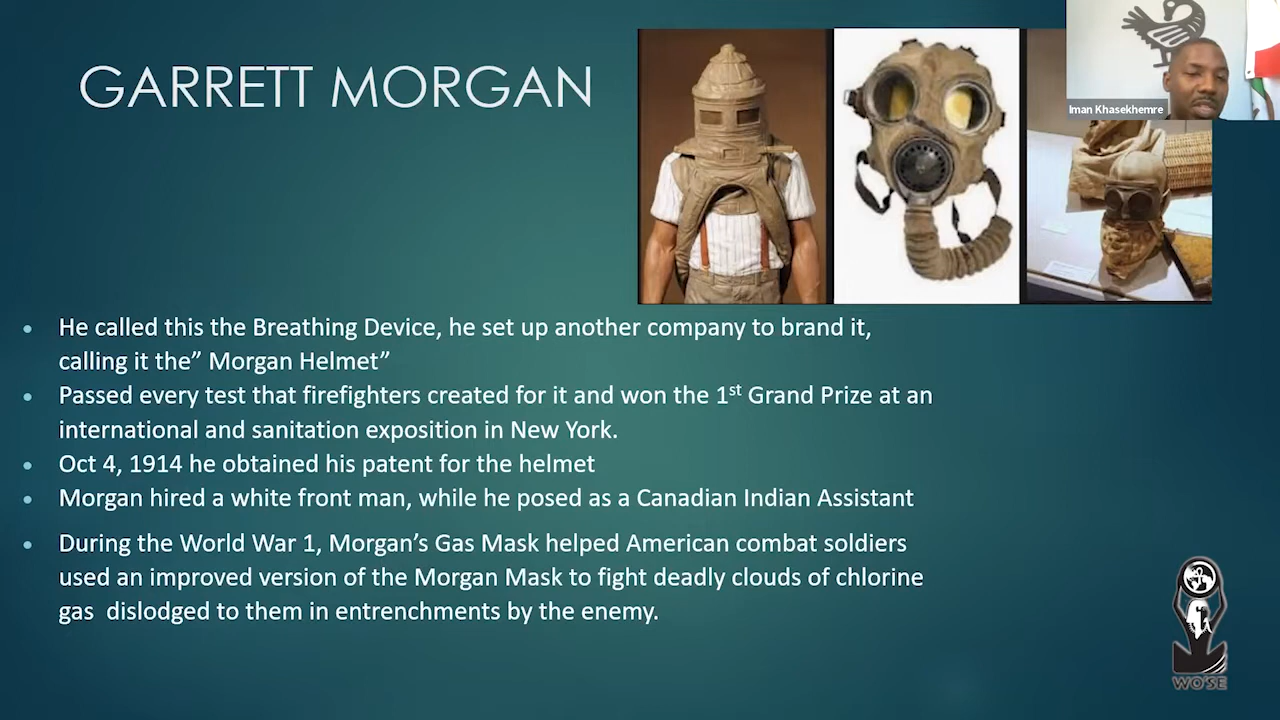 GARRETT MORGAN
Iman Khasekhemre
• He called this the Breathing Device, he set up another company to brand it,
calling it the” Morgan Helmet”
• Passed every test that firefighters created for it and won the 1st Grand Prize at an
international and sanitation exposition in New York.
• Oct 4, 1914 he obtained his patent for the helmet
• Morgan hired a white front man, while he posed as a Canadian Indian Assistant
• During the World War 1, Morgan’s Gas Mask helped American combat soldiers
used an improved version of the Morgan Mask to fight deadly clouds of chlorine
gas  dislodged to them in entrenchments by the enemy.
WO'SE